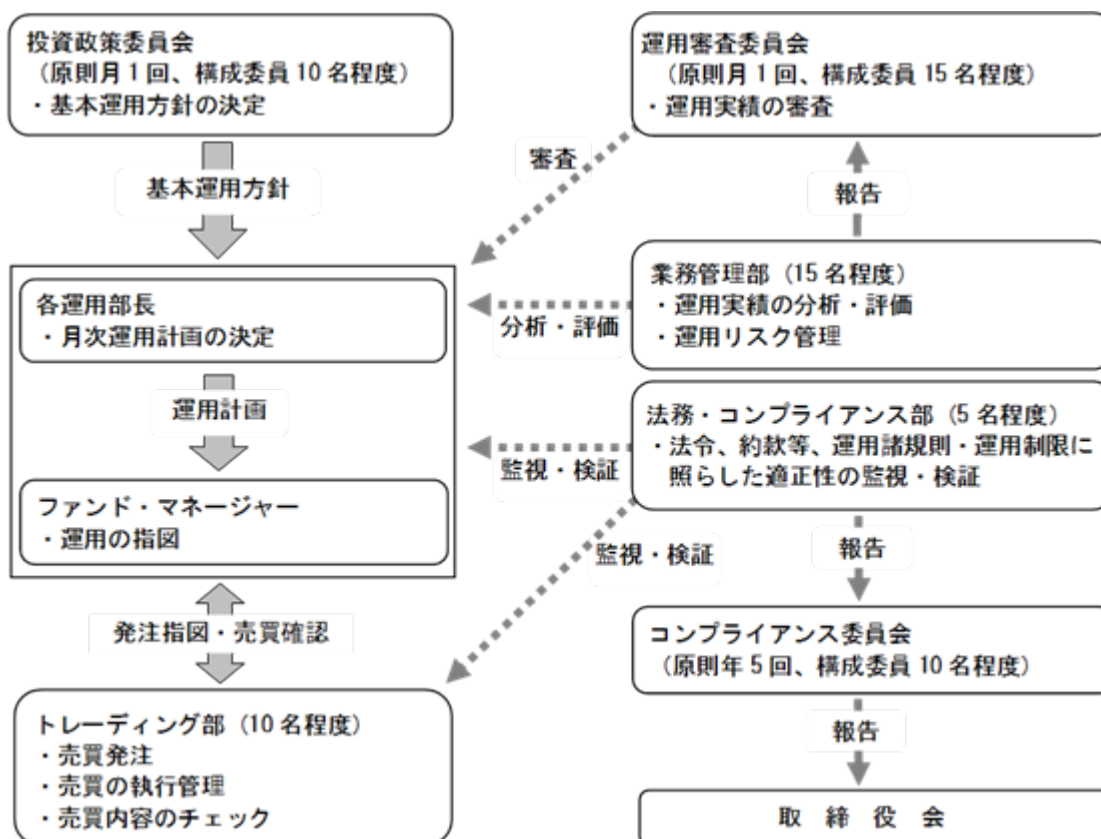 投資政策委員会
（原則月１回、構成委員 10 名程度）
・基本運用方針の決定
基本運用方針
各運用部長
・月次運用計画の決定
運用計画
ファンド・マネージャー
・運用の指図
発注指図・売買確認
トレーディング部（10 名程度）
・売買発注
・売買の執行管理
・売買内容のチェック
運用審査委員会
（原則月１回、構成委員 15 名程度）
・運用実績の審査
審査
報告
業務管理部（15 名程度）
・運用実績の分析・評価
・運用リスク管理
分析・評価
法務・コンプライアンス部（5 名程度）
・法令、約款等、運用諸規則・運用制限に
照らした適正性の監視・検証
監視・検証
監視・検証
報告
コンプライアンス委員会
（原則年 5 回、構成委員 10 名程度）
報告
取 締 役 会